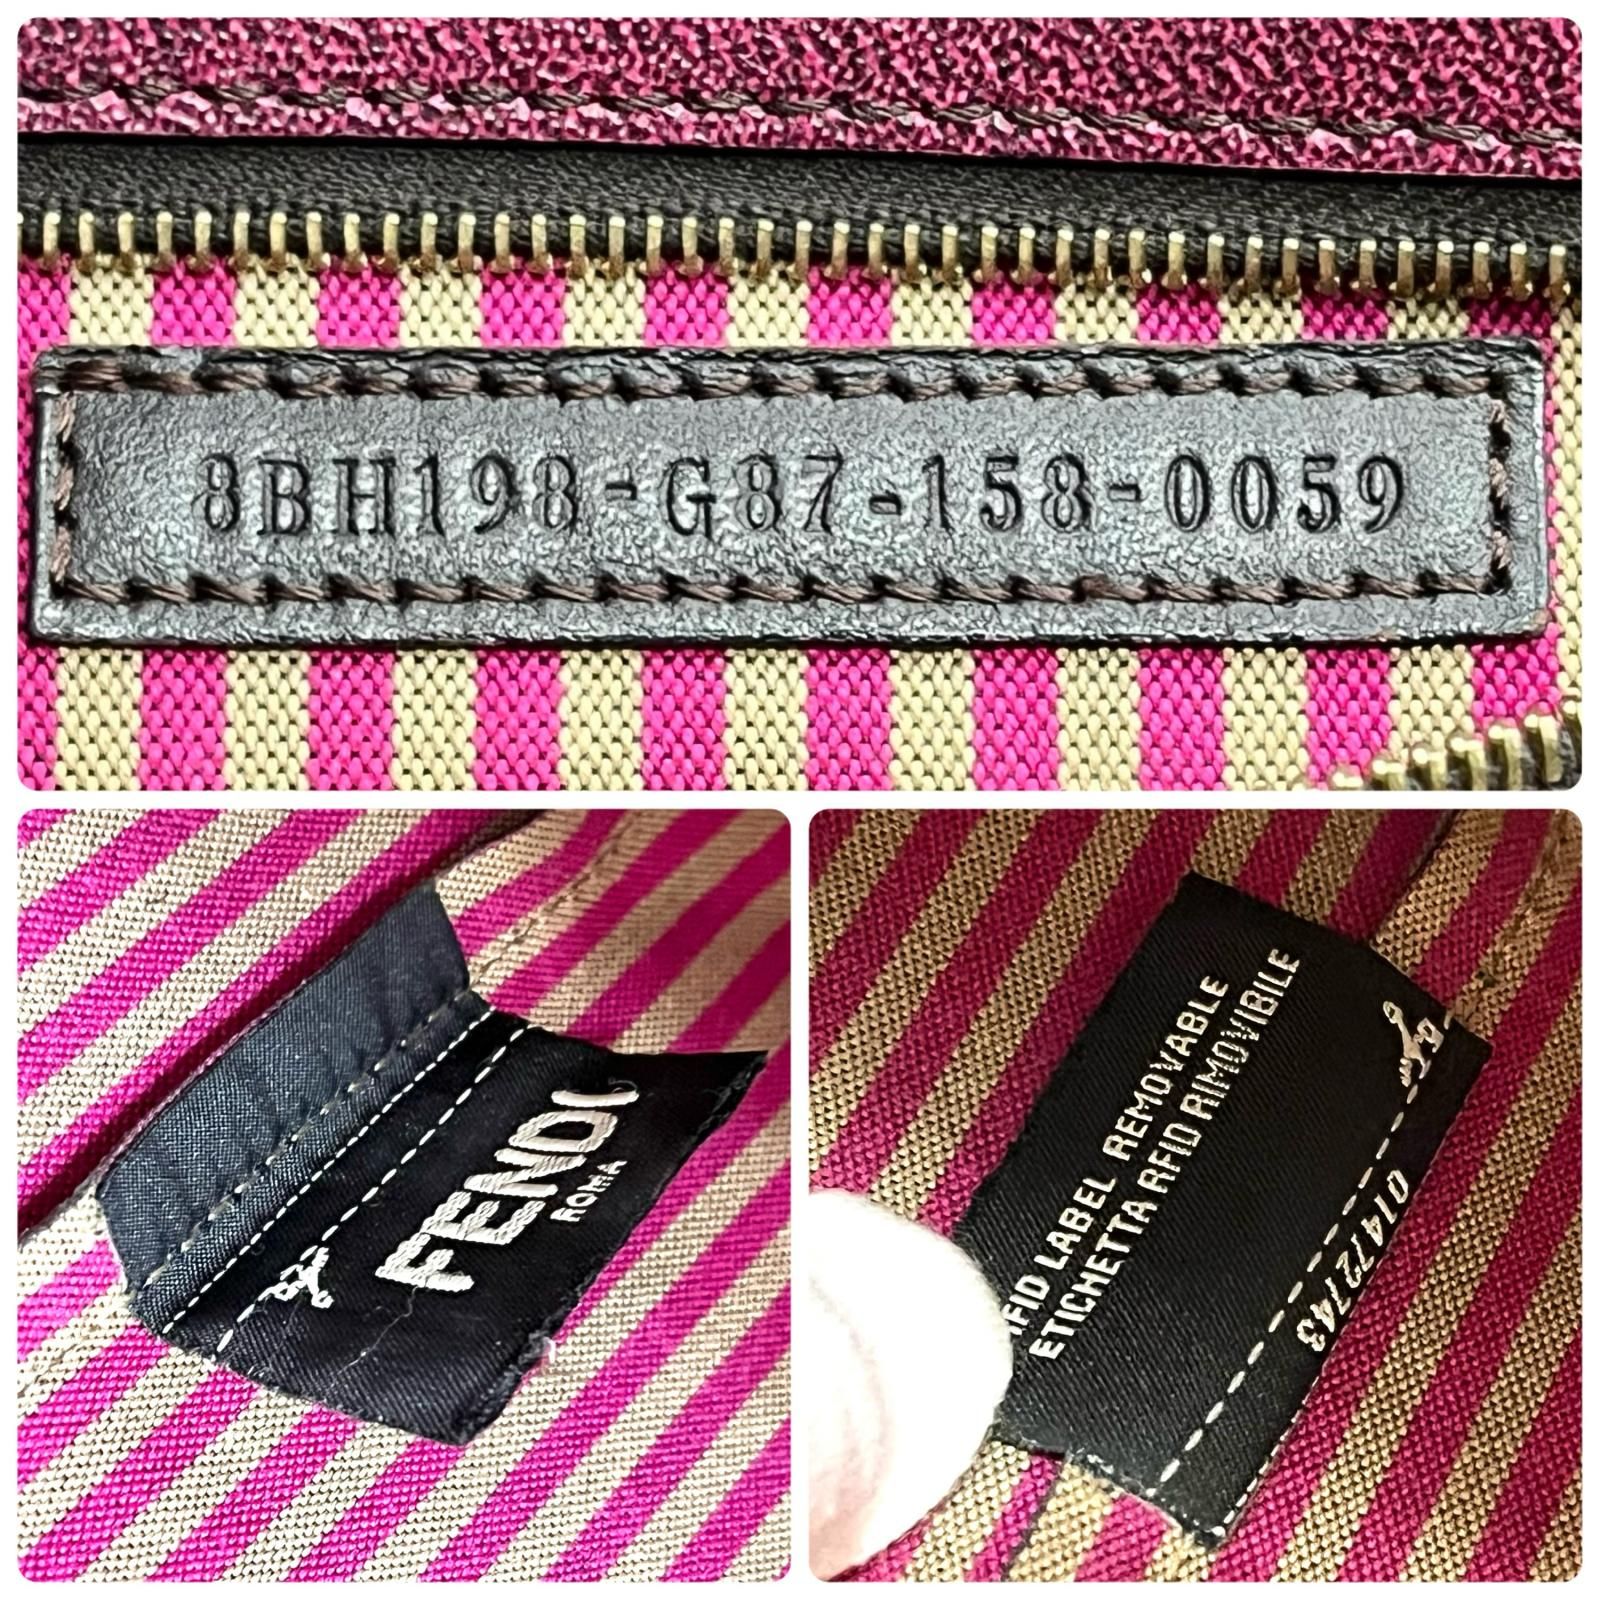 8BH198-G87-158-0059
FENDI
ROMA
RFID LABEL REMOVABLE
ETICHETTA RFID RIMOVIBILE
01472743